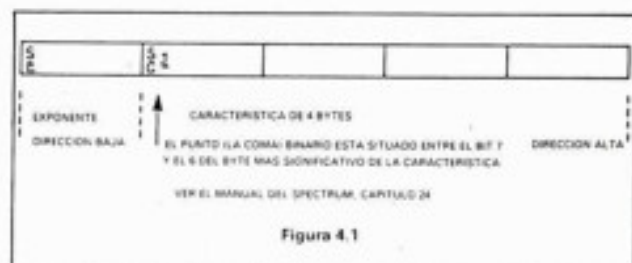 EXPONENTE
CARACTERISTICA DE 4 BYTES
DIRECCION BAJA
EL PUNTO (LA COMA) BINARIO ESTA SITUADO ENTRE EL BIT 7
DIRECCION ALTA
Y EL 6 DEL BYTE MAS SIGNIFICATIVO DE LA CARACTERISTICA
VER EL MANUAL DEL SPECTRUM, CAPITULO 24
Figura 4.1